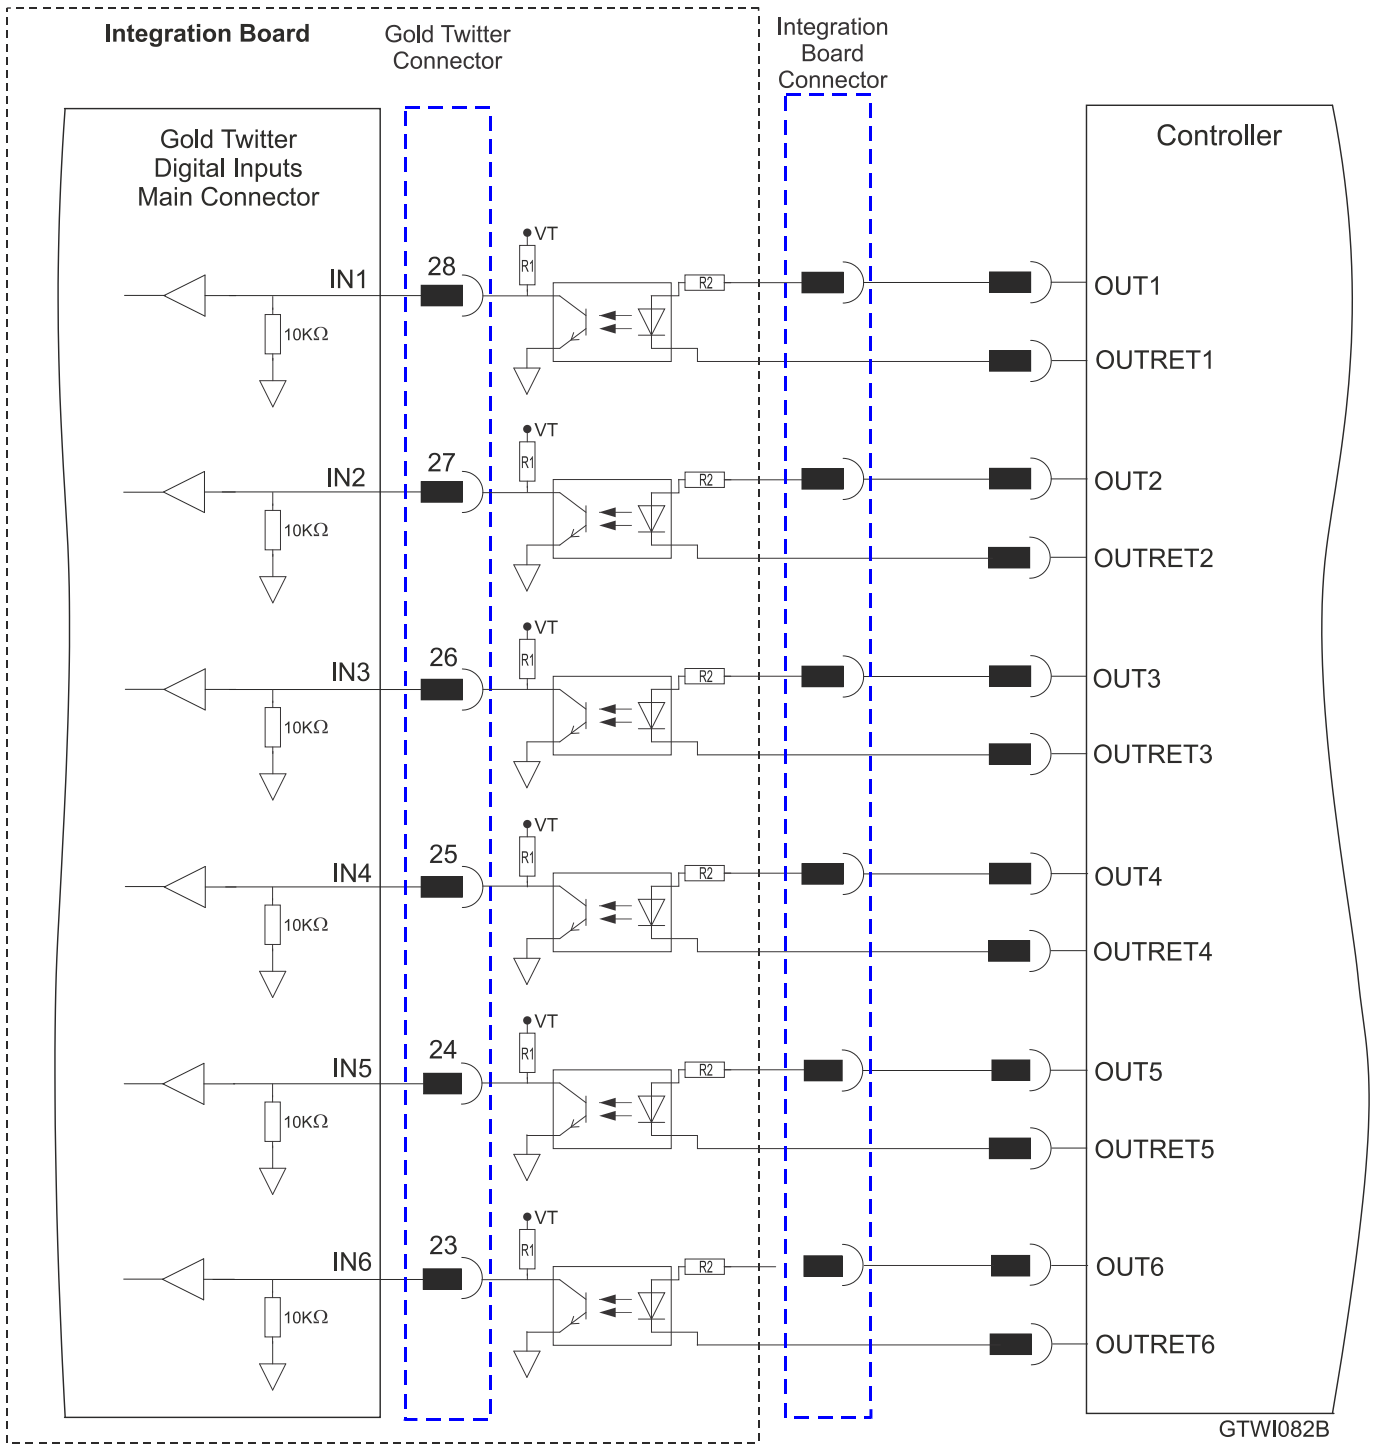 Integration Board
Gold Twitter
Connector
Integration
Board
Connector
Gold Twitter
Digital Inputs
Main Connector
Controller
VT
R1
28
IN1
R2
OUT1
10KΩ
OUTRET1
VT
R1
27
IN2
R2
OUT2
10KΩ
OUTRET2
VT
R1
26
IN3
R2
OUT3
10KΩ
OUTRET3
VT
R1
25
IN4
R2
OUT4
10KΩ
OUTRET4
VT
R1
24
IN5
R2
OUT5
10KΩ
OUTRET5
VT
R1
23
IN6
R2
OUT6
10KΩ
OUTRET6
GTWI082B